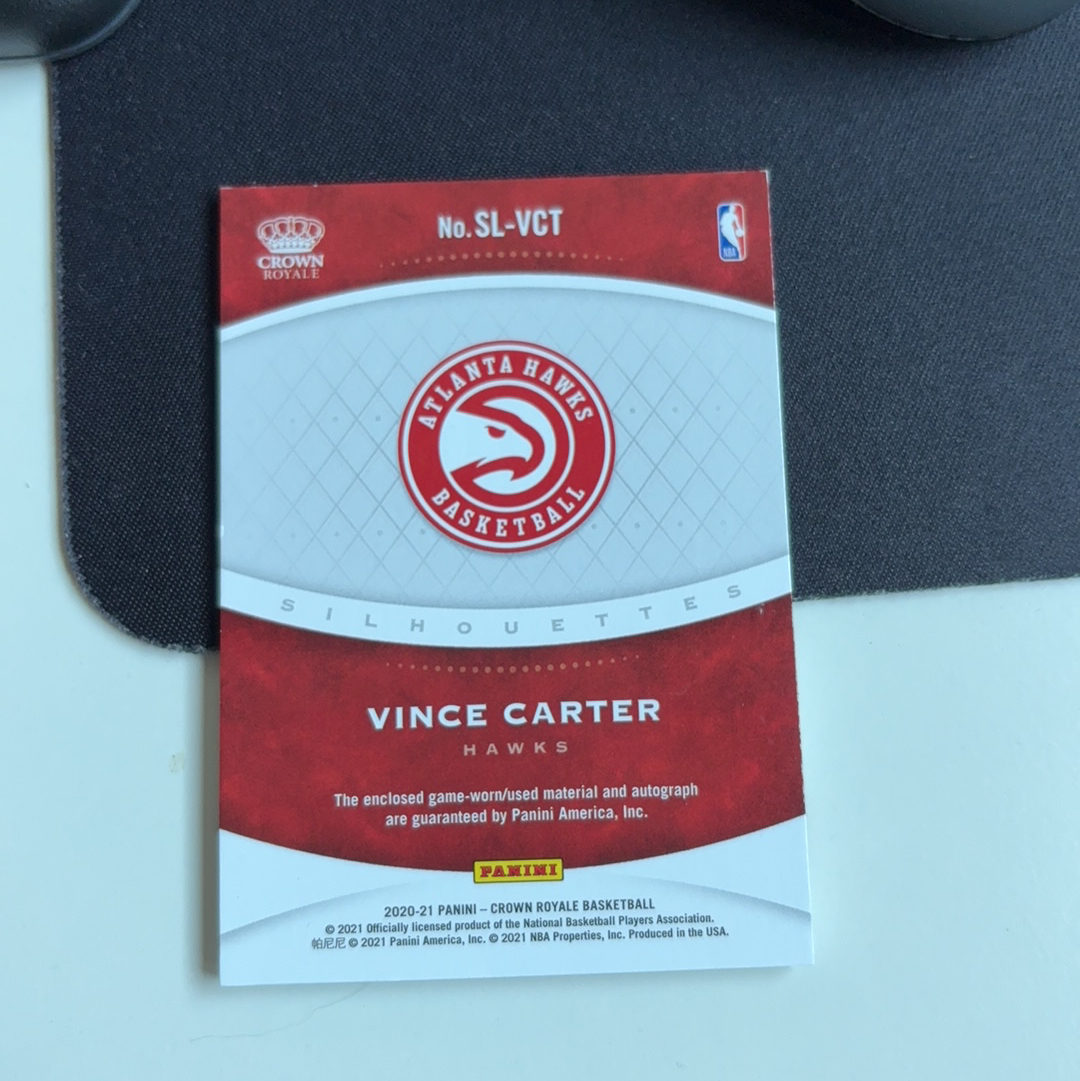 No. SL-VCT
CROWN
ROYALE
NBA
ATLANTA HAWKS
BASKETBALL
SILHOUETTES
VINCE CARTER
HAWKS
The enclosed game-worn/used material and autograph
are guaranteed by Panini America, Inc.
PANINI
2020-21 PANINI – CROWN ROYALE BASKETBALL
© 2021 Officially licensed product of the National Basketball Players Association.
帕尼尼 © 2021 Panini America, Inc. © 2021 NBA Properties, Inc. Produced in the USA.